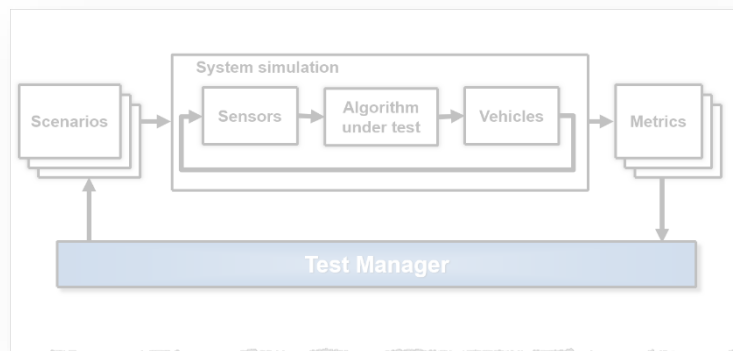 System simulation
Scenarios
Sensors
Algorithm
under test
Vehicles
Metrics
Test Manager